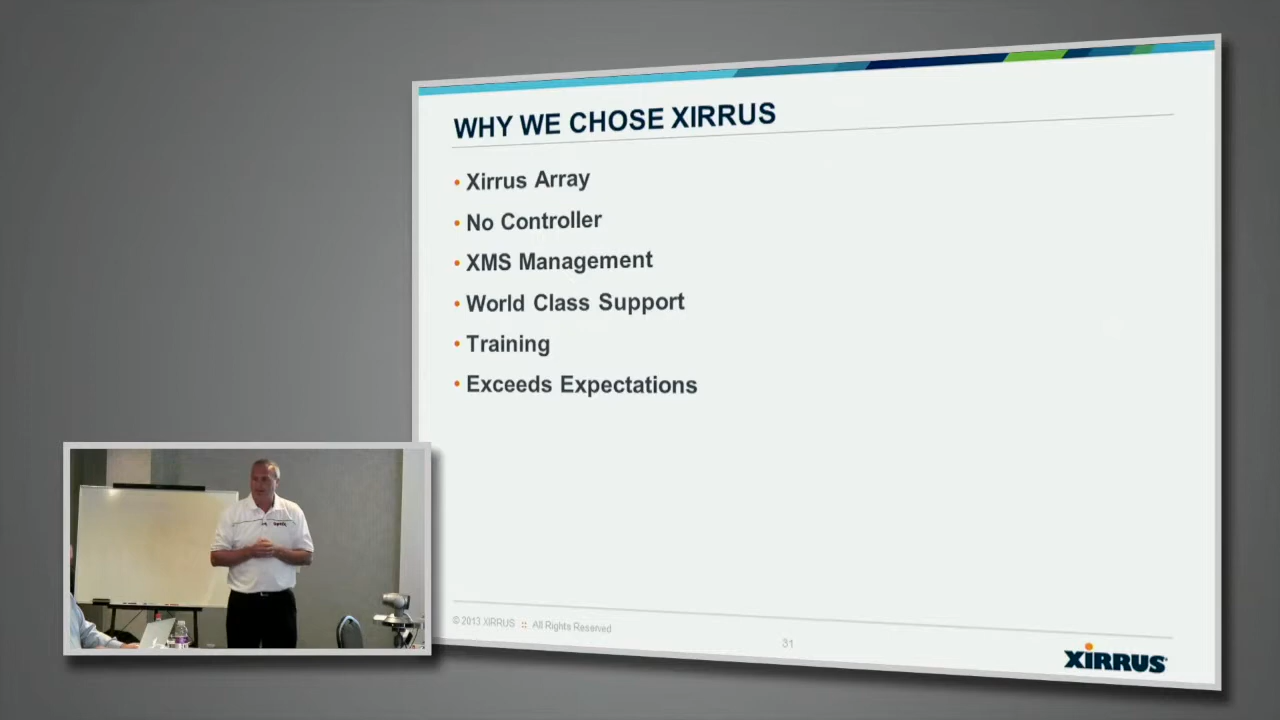 WHY WE CHOSE XIRRUS
• Xirrus Array
• No Controller
• XMS Management
• World Class Support
• Training
• Exceeds Expectations
© 2013 XIRRUS :: All Rights Reserved
31
XIRRUS